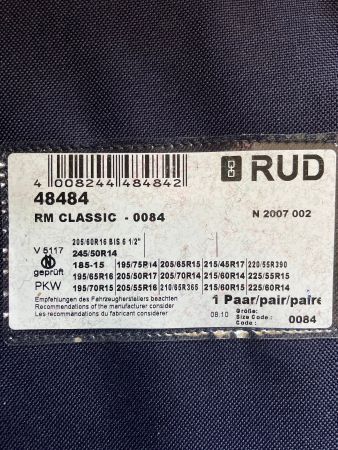 RUD
4 008244 484842
48484
RM CLASSIC - 0084
N 2007 002
205/60R16 BIS 6 1/2"
V 5117
245/50R14
geprüft
PKW
185-15 195/75R14 205/65R15 215/45R17 220/55R390
195/65R16 205/50R17 205/70R14 215/60R14 225/55R15
195/70R15 205/55R16 210/65R365 215/60R15 225/60R14
Empfehlungen des Fahrzeugherstellers beachten
Recommendations of the manufacturer consider
Les recommandations du fabricant considérer
1 Paar/pair/paire
09.10
Größe:
Size Code:
Code:
0084